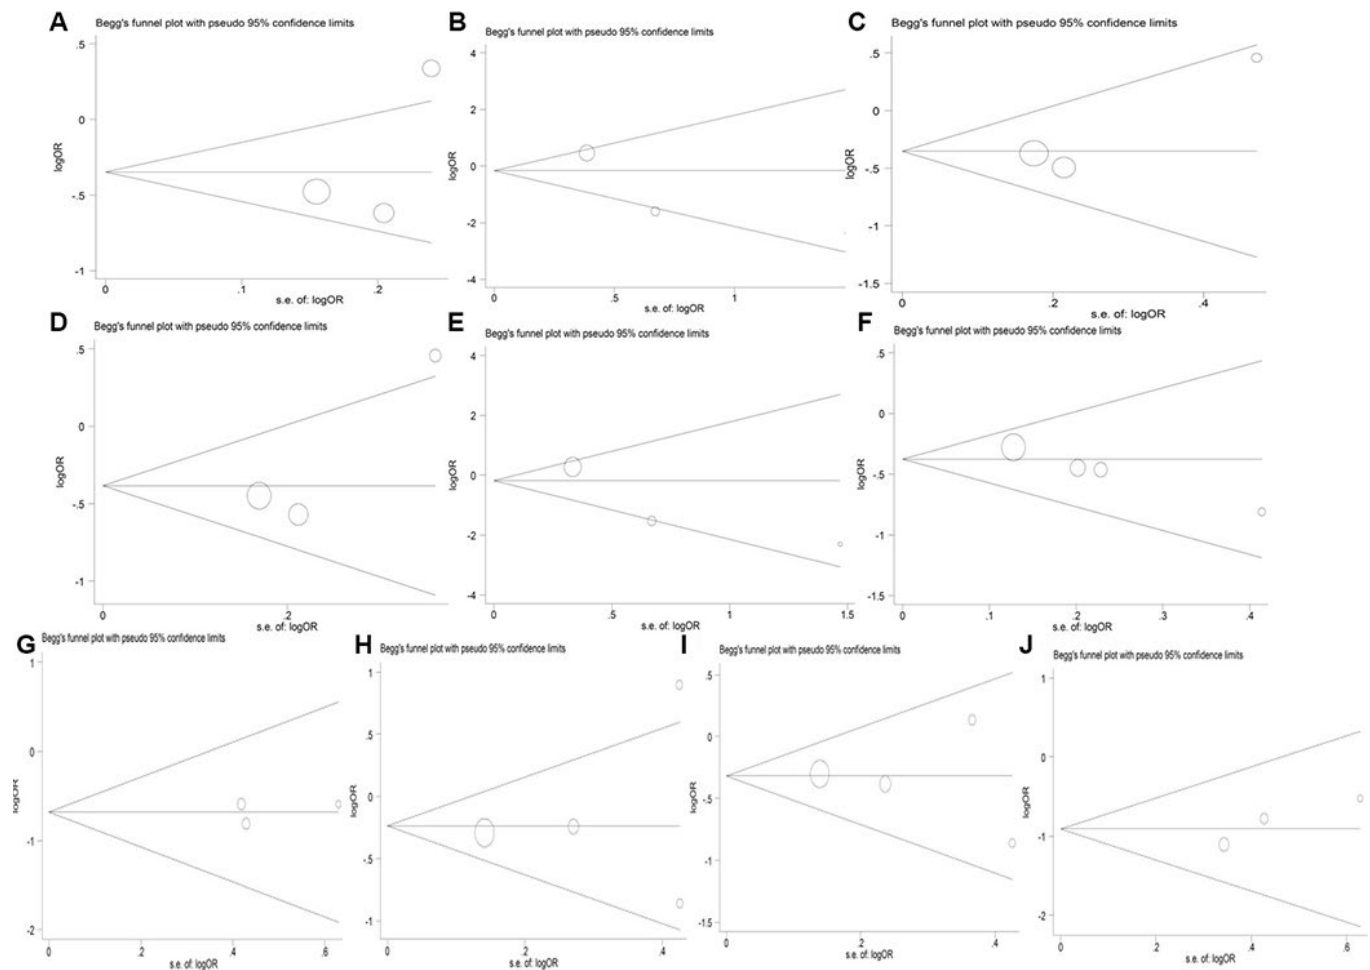 A
Begg's funnel plot with pseudo 95% confidence limits
.5
0
-.5
-1
logOR
0 .1 .2
s.e. of: logOR
B
Begg's funnel plot with pseudo 95% confidence limits
4
2
0
-2
-4
logOR
0 .5 1
s.e. of: logOR
C
Begg's funnel plot with pseudo 95% confidence limits
.5
0
-.5
-1
-1.5
logOR
0 .2 .4
s.e. of: logOR
D
Begg's funnel plot with pseudo 95% confidence limits
.5
0
-.5
-1
logOR
0 .2
s.e. of: logOR
E
Begg's funnel plot with pseudo 95% confidence limits
4
2
0
-2
-4
logOR
0 .5 1 1.5
s.e. of: logOR
F
Begg's funnel plot with pseudo 95% confidence limits
.5
0
-.5
-1
-1.5
logOR
0 .1 .2 .3 .4
s.e. of: logOR
G
Begg's funnel plot with pseudo 95% confidence limits
1
0
-1
-2
logOR
0 .2 .4 .6
s.e. of: logOR
H
Begg's funnel plot with pseudo 95% confidence limits
1
.5
0
-.5
-1
logOR
0 .2 .4
s.e. of: logOR
I
Begg's funnel plot with pseudo 95% confidence limits
.5
0
-.5
-1
-1.5
logOR
0 .2 .4
s.e. of: logOR
J
Begg's funnel plot with pseudo 95% confidence limits
1
0
-1
-2
logOR
0 .2 .4 .6
s.e. of: logOR